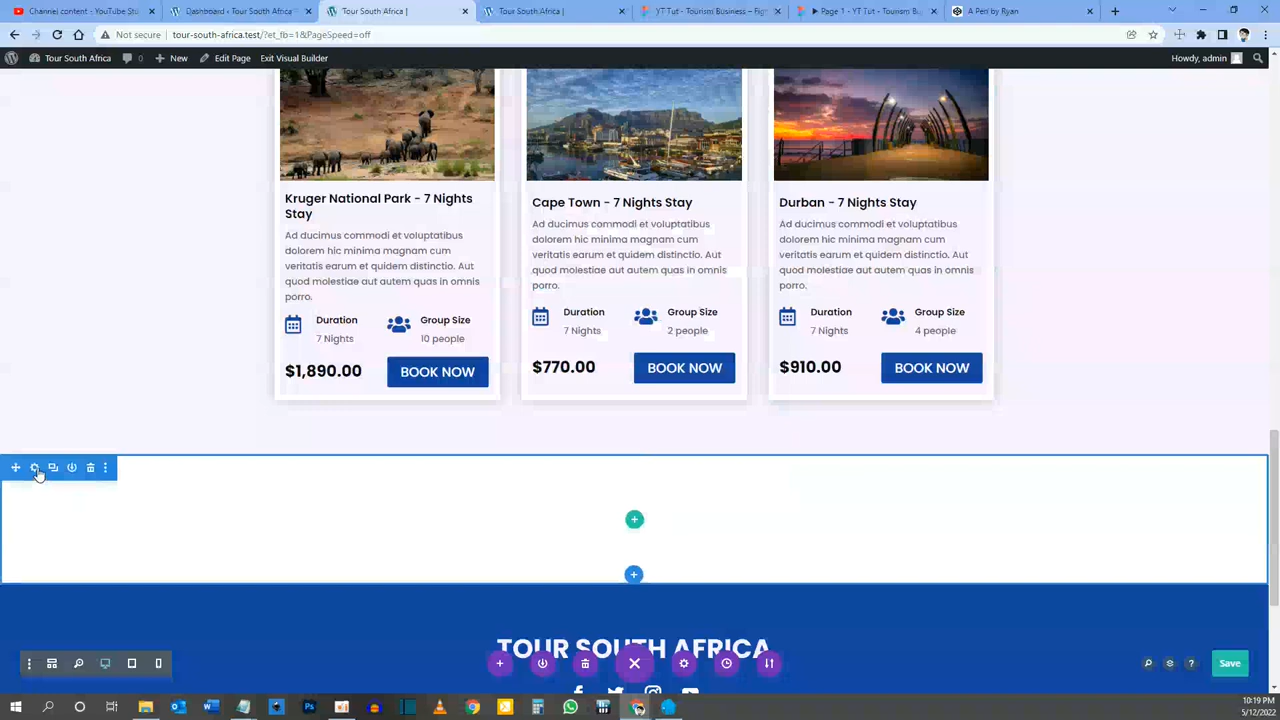 Channel content - YouTube Stu
Dashboard ‹ Tour South Africa
Tour South Africa |
Tour South Africa |
YT-Tut - Tourism Business – Figm
Page 1 - YT-Tut - Tourism Bu
A Pen by Ryan
Not secure | tour-south-africa.test/?et_fb=1&PageSpeed=off
Tour South Africa 0 New Edit Page Exit Visual Builder Howdy, admin
Kruger National Park - 7 Nights
Stay
Ad ducimus commodi et voluptatibus
dolorem hic minima magnam cum
veritatis earum et quidem distinctio. Aut
quod molestiae aut autem quas in omnis
porro.
Duration
7 Nights
Group Size
10 people
$1,890.00
BOOK NOW
Cape Town - 7 Nights Stay
Ad ducimus commodi et voluptatibus
dolorem hic minima magnam cum
veritatis earum et quidem distinctio. Aut
quod molestiae aut autem quas in omnis
porro.
Duration
7 Nights
Group Size
2 people
$770.00
BOOK NOW
Durban - 7 Nights Stay
Ad ducimus commodi et voluptatibus
dolorem hic minima magnam cum
veritatis earum et quidem distinctio. Aut
quod molestiae aut autem quas in omnis
porro.
Duration
7 Nights
Group Size
4 people
$910.00
BOOK NOW
TOUR SOUTH AFRICA
Save
10:19 PM
5/12/2022